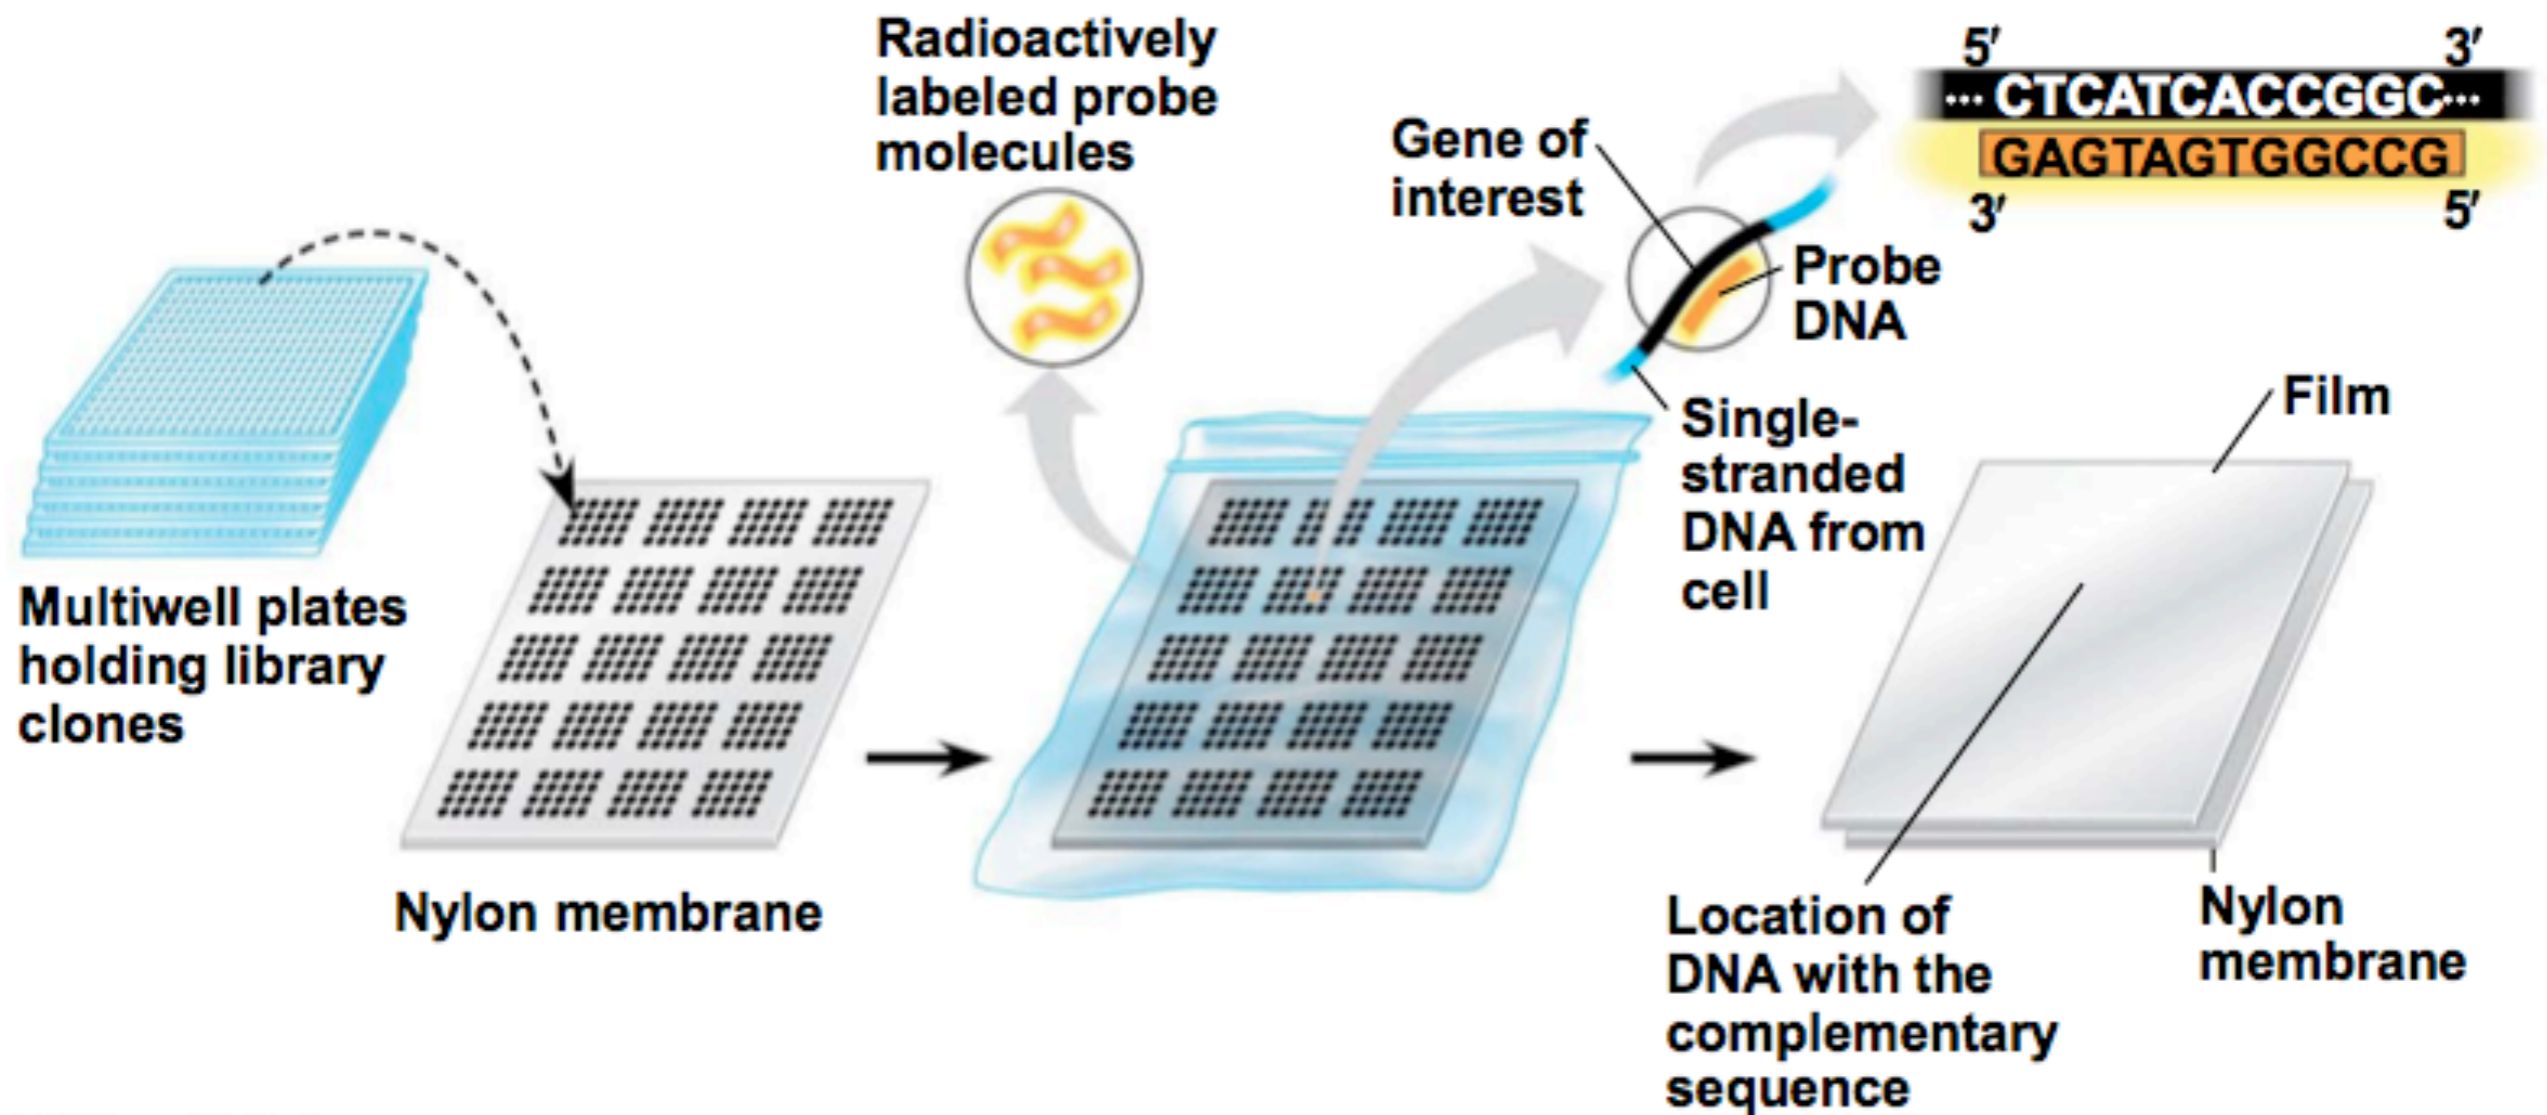 Radioactively
labeled probe
molecules
5′ 3′
··· CTCATCACCGGC···
GAGTAGTGGCCG
3′ 5′
Gene of
interest
Probe
DNA
Single-
stranded
DNA from
cell
Film
Multiwell plates
holding library
clones
Nylon membrane
Location of
DNA with the
complementary
sequence
Nylon
membrane